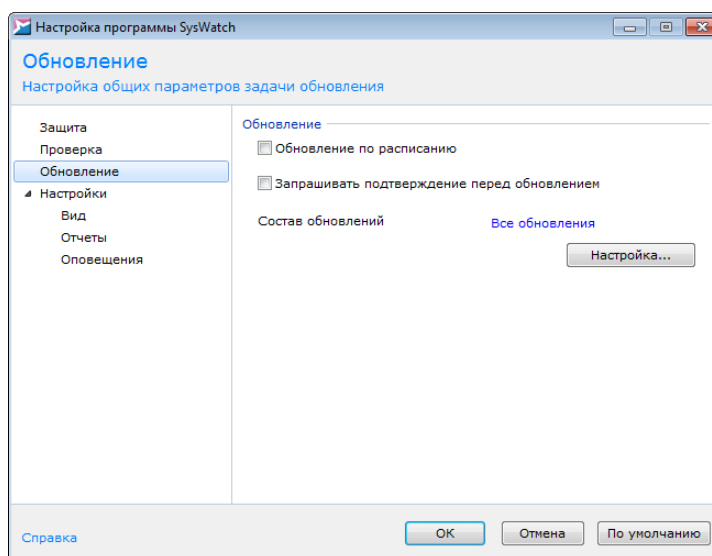 Настройка программы SysWatch
Обновление
Настройка общих параметров задачи обновления
Защита
Проверка
Обновление
Настройки
Вид
Отчеты
Оповещения
Обновление
Обновление по расписанию
Запрашивать подтверждение перед обновлением
Состав обновлений Все обновления
Настройка...
Справка
ОК Отмена По умолчанию